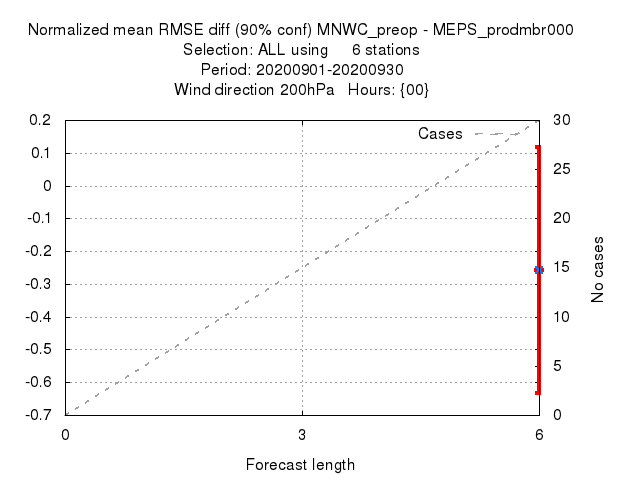 Normalized mean RMSE diff (90% conf) MNWC_preop - MEPS_prodmbr000
Selection: ALL using 6 stations
Period: 20200901-20200930
Wind direction 200hPa Hours: {00}
Cases
0.2
0.1
0
-0.1
-0.2
-0.3
-0.4
-0.5
-0.6
-0.7
30
25
20
15
10
5
0
No cases
0 3 6
Forecast length